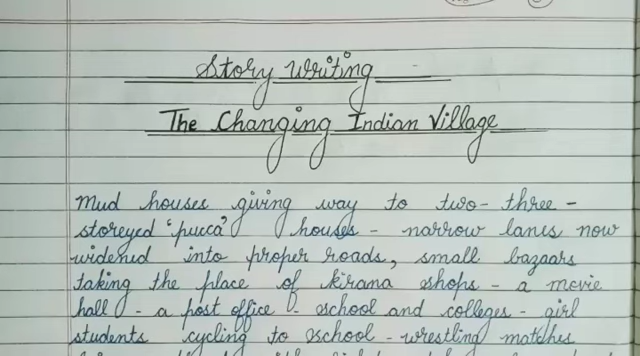 Story Writing
The Changing Indian Village
Mud houses giving way to two - three -
storeyed 'pucca' houses - narrow lanes now
widened into proper roads, small bazaars
taking the place of kirana shops - a movie
hall - a post office - school and colleges - girl
students cycling to school - wrestling matches